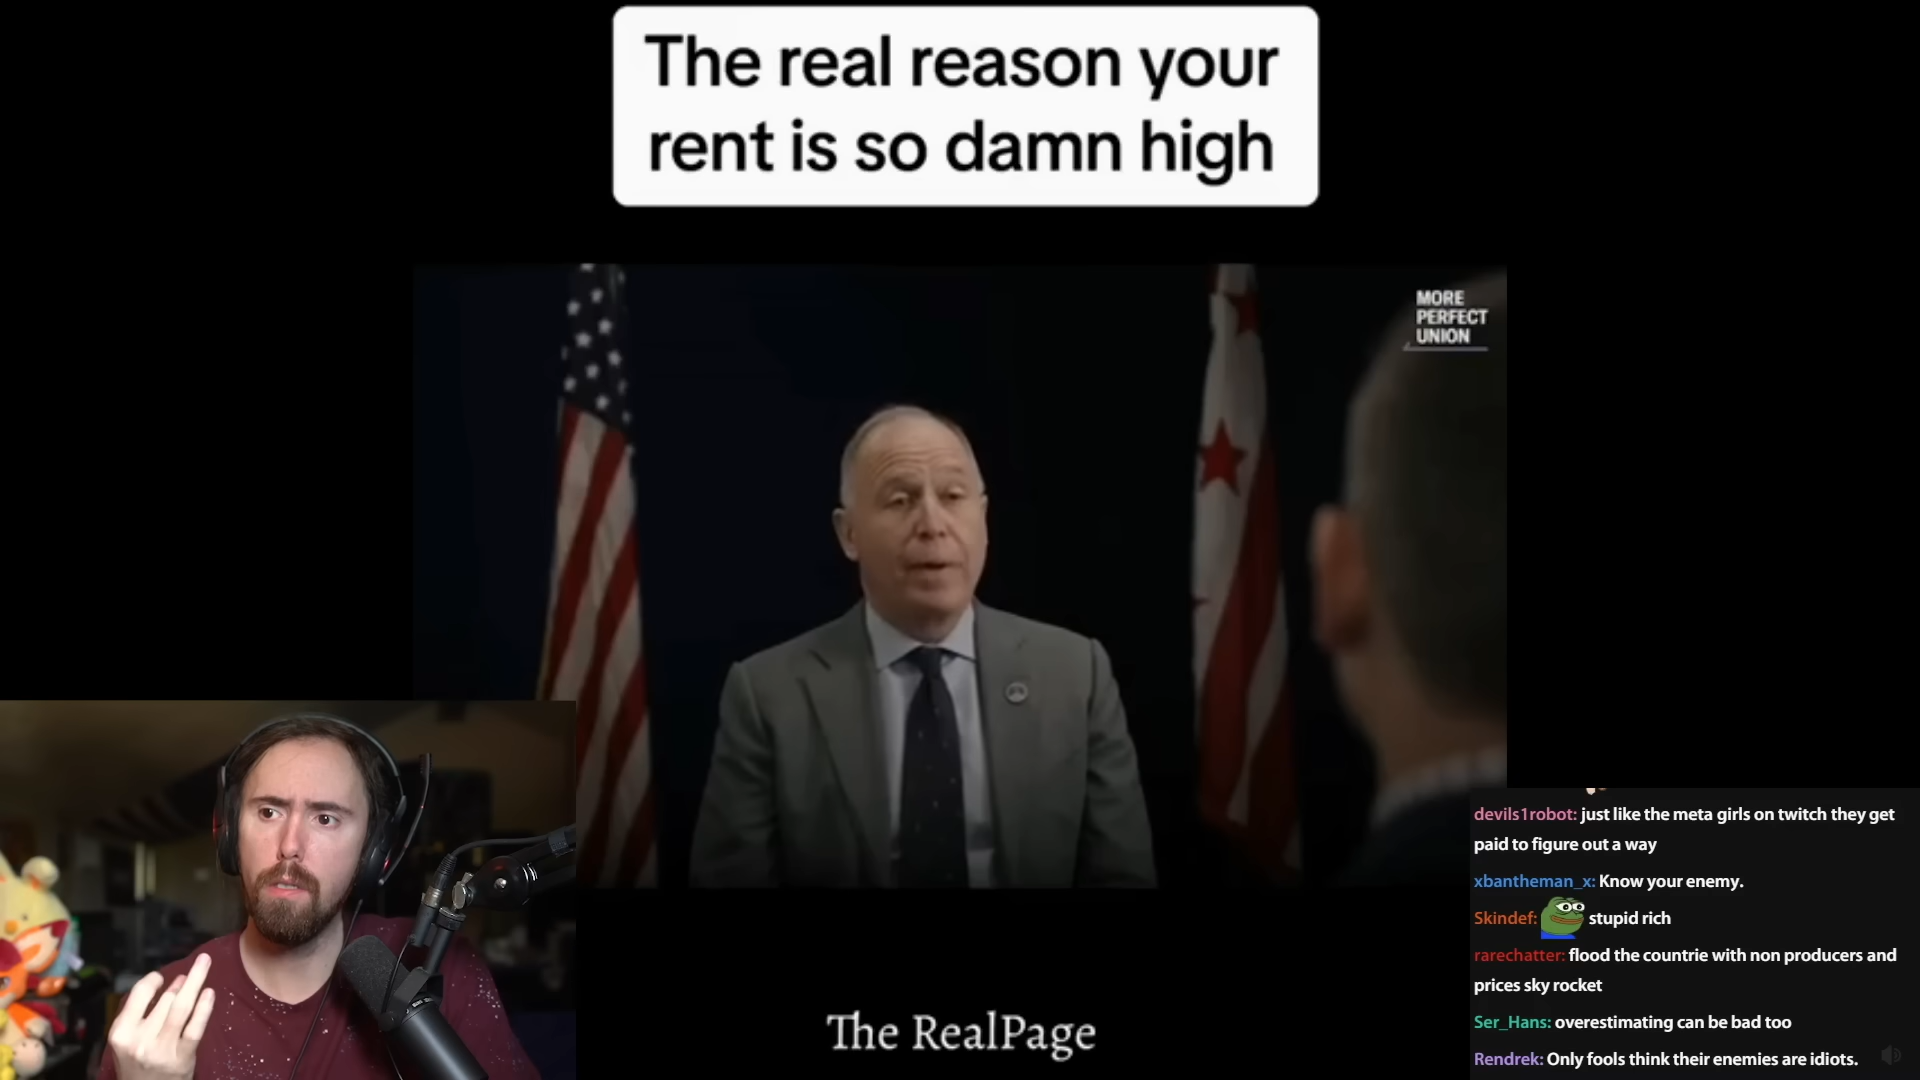 The real reason your
rent is so damn high
MORE
PERFECT
UNION
devils1robot: just like the meta girls on twitch they get
paid to figure out a way
xbantheman_x: Know your enemy.
Skindef: stupid rich
rarechatter: flood the countrie with non producers and
prices sky rocket
Ser_Hans: overestimating can be bad too
Rendrek: Only fools think their enemies are idiots.
The RealPage